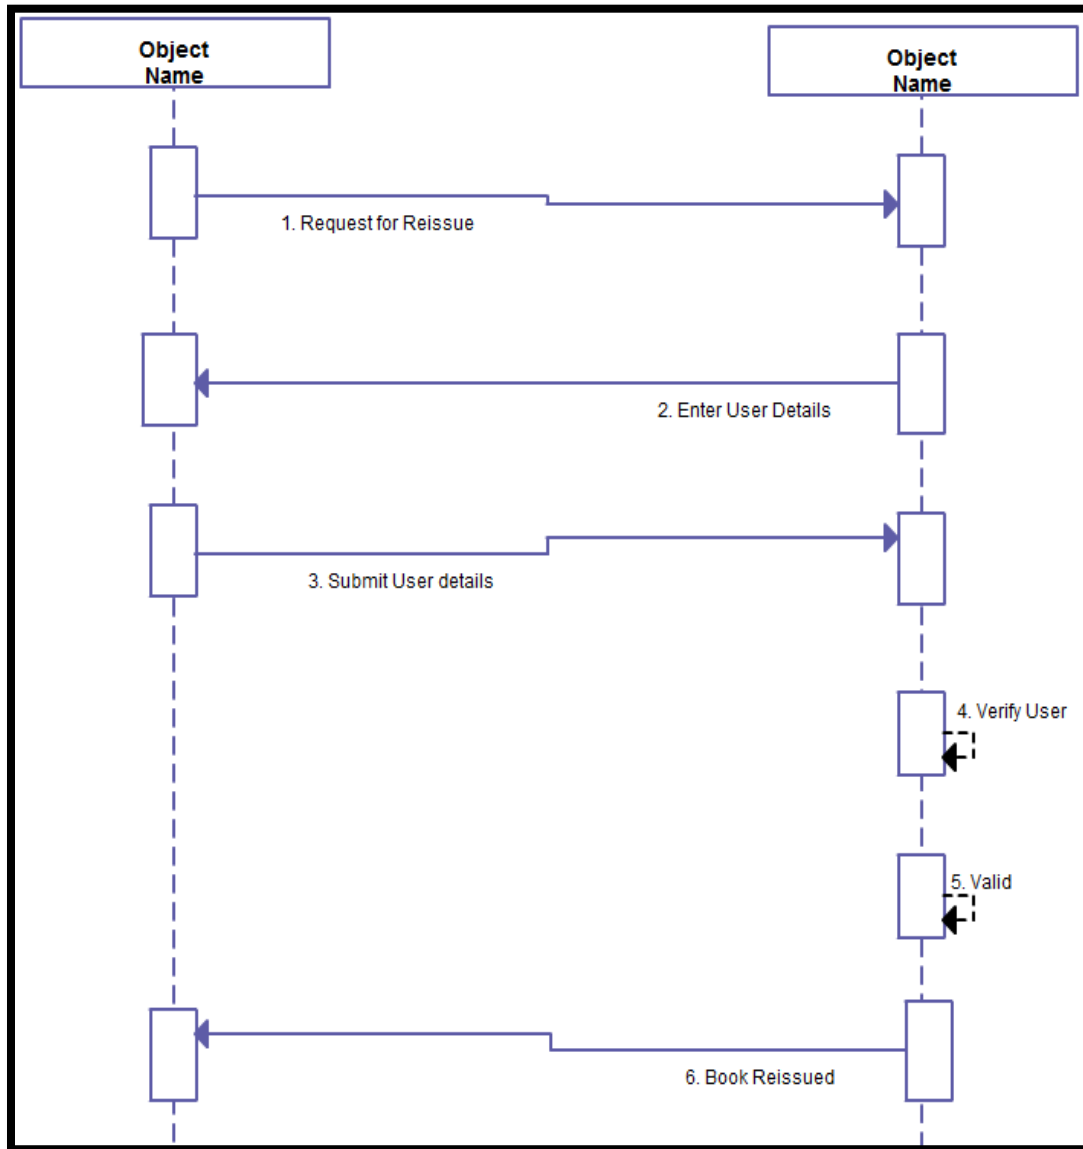 Object
Name
Object
Name
1. Request for Reissue
2. Enter User Details
3. Submit User details
4. Verify User
5. Valid
6. Book Reissued